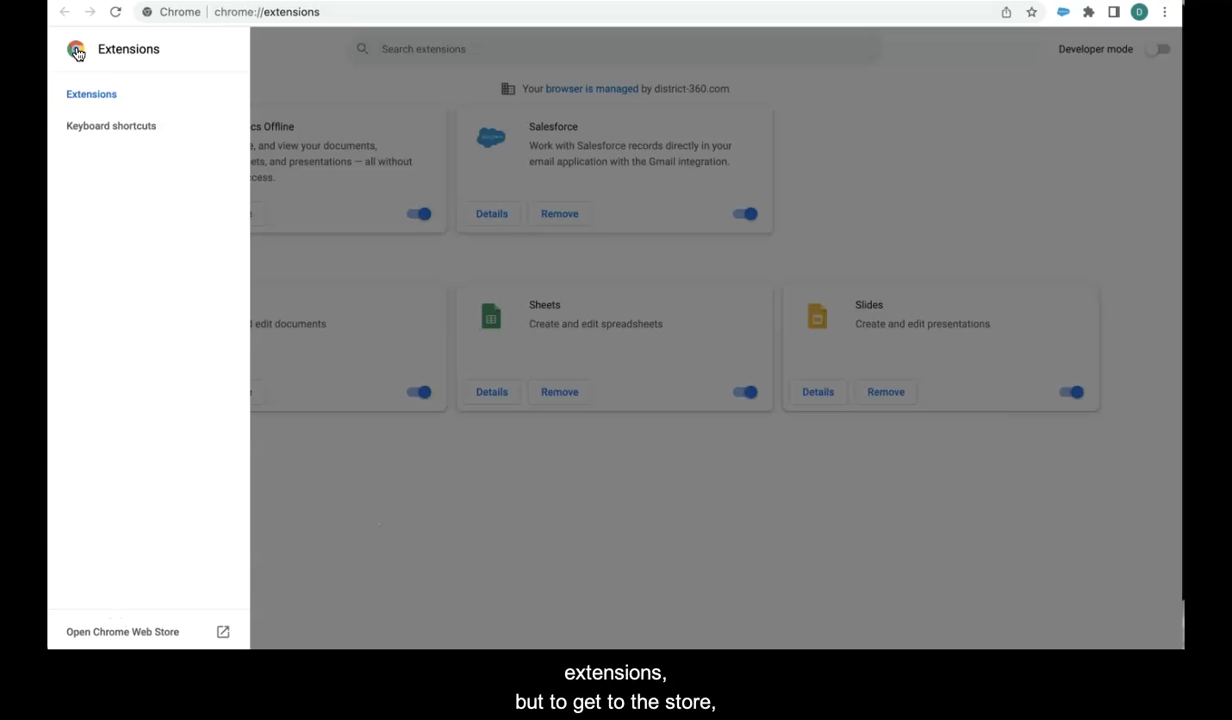 Chrome | chrome://extensions
D
Extensions
Search extensions
Developer mode
Extensions
Keyboard shortcuts
Your browser is managed by district-360.com
cs Offline
, and view your documents,
ets, and presentations — all without
ccess.
Salesforce
Work with Salesforce records directly in your
email application with the Gmail integration.
Details
Remove
edit documents
Sheets
Create and edit spreadsheets
Details
Remove
Slides
Create and edit presentations
Details
Remove
Open Chrome Web Store
extensions,
but to get to the store,